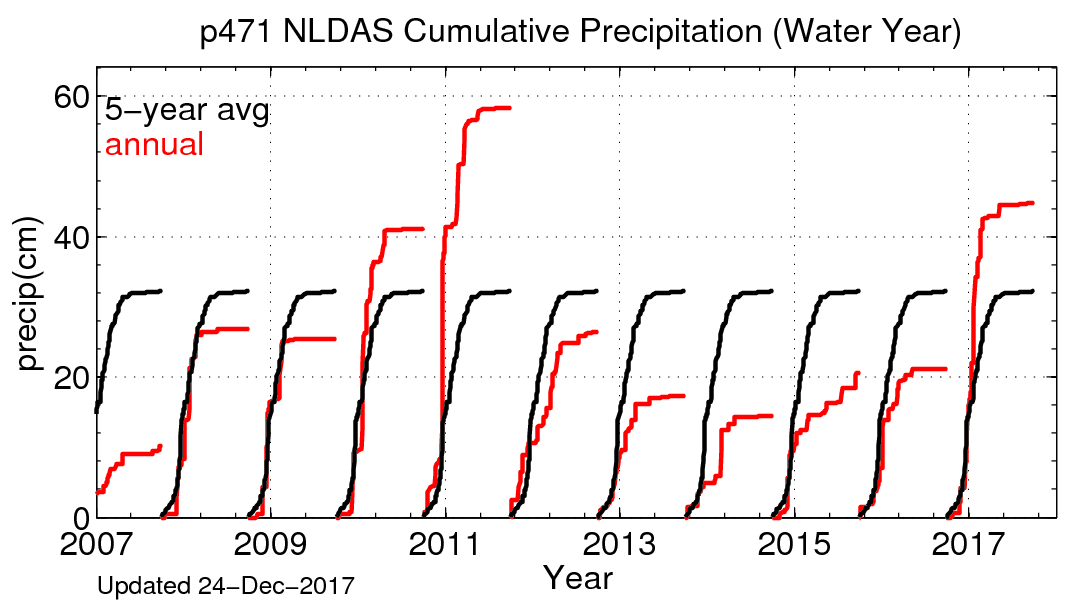 p471 NLDAS Cumulative Precipitation (Water Year)
5−year avg
annual
precip(cm)
60
40
20
0
2007 2009 2011 2013 2015 2017
Year
Updated 24−Dec−2017